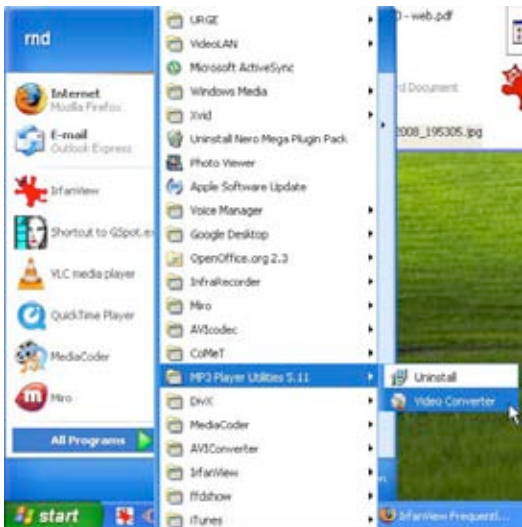 rnd
Internet
Mozilla Firefox
E-mail
Outlook Express
IrfanView
Shortcut to GSpot.ex
VLC media player
QuickTime Player
MediaCoder
Miro
All Programs
start
URGE
VideoLAN
Microsoft ActiveSync
Windows Media
Xvid
Uninstall Nero Mega Plugin Pack
Photo Viewer
Apple Software Update
Voice Manager
Google Desktop
OpenOffice.org 2.3
InfraRecorder
Miro
AVIcodec
CoMeT
MP3 Player Utilities 5.11
DivX
MediaCoder
AVIConverter
IrfanView
ffdshow
iTunes
Uninstall
Video Converter
0 - web.pdf
d Document
2008_195305.jpg
IrfanView Frequentl...